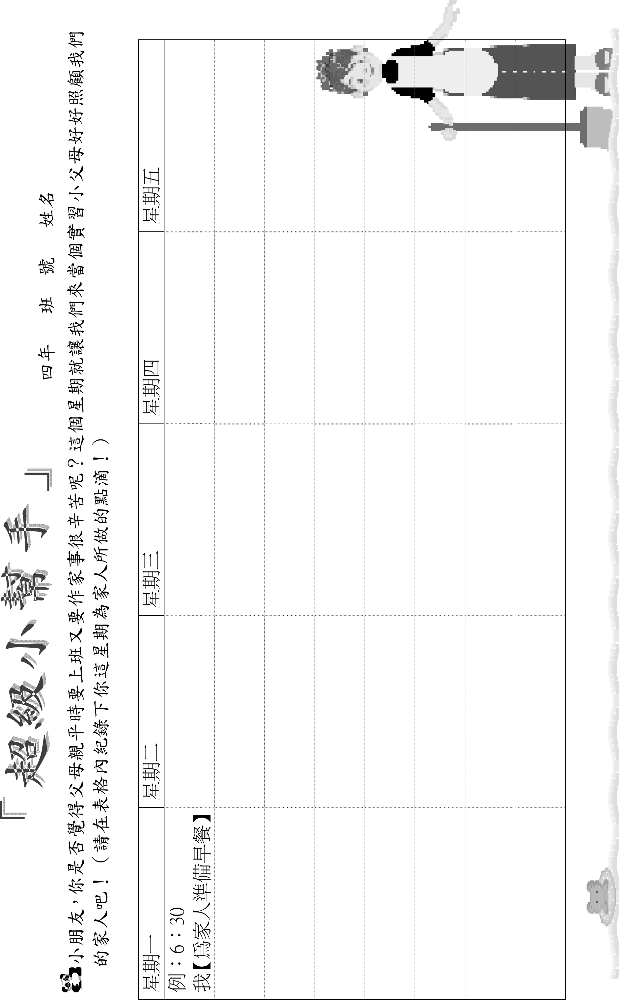 『超級小幫手』
四年　班　號　姓名
小朋友，你是否覺得父母親平時要上班又要作家事很辛苦呢？這個星期就讓我們來當個實習小父母好好照顧我們
的家人吧！（請在表格內紀錄下你這星期為家人所做的點滴！）
星期一　星期二　星期三　星期四　星期五
例：6：30
我【爲家人準備早餐】